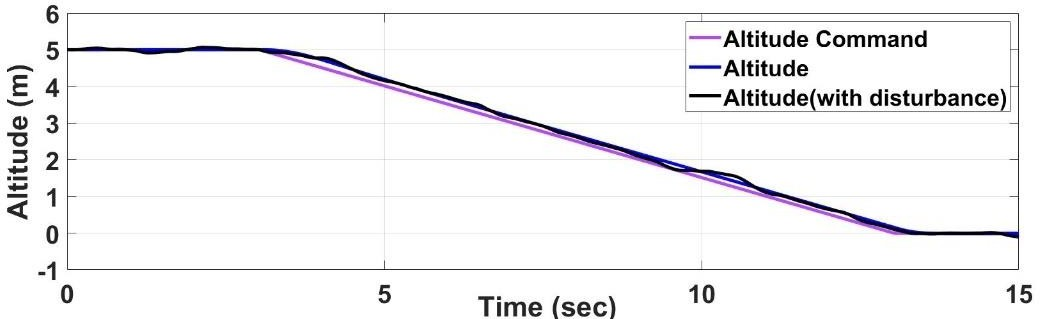 6
5
4
3
2
1
0
-1
Altitude (m)
Altitude Command
Altitude
Altitude(with disturbance)
0
5
10
15
Time (sec)